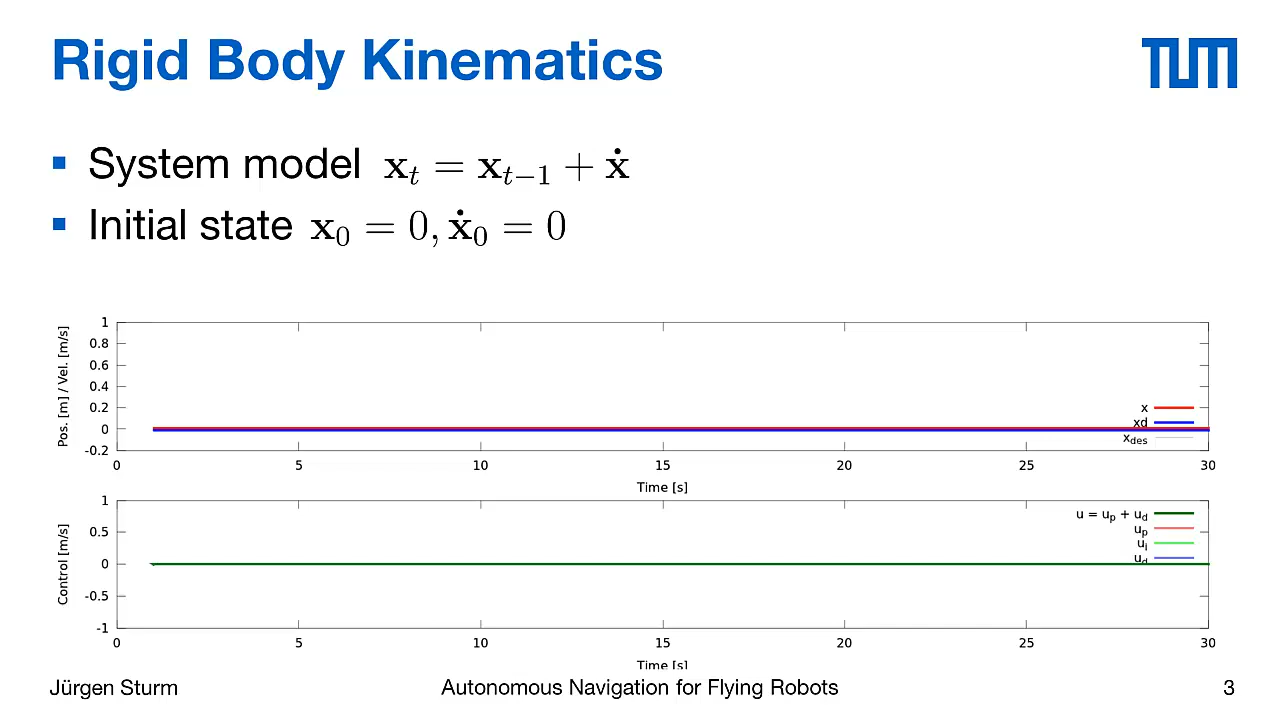 Rigid Body Kinematics
TUM
System model x_t = x_{t−1} + ẋ
Initial state x_0 = 0, ẋ_0 = 0
Pos. [m] / Vel. [m/s]
1
0.8
0.6
0.4
0.2
0
-0.2
x
xd
x_des
0 5 10 15 20 25 30
Time [s]
Control [m/s]
1
0.5
0
-0.5
-1
u = u_p + u_d
u_p
u_i
u_d
0 5 10 15 20 25 30
Time [s]
Jürgen Sturm Autonomous Navigation for Flying Robots 3